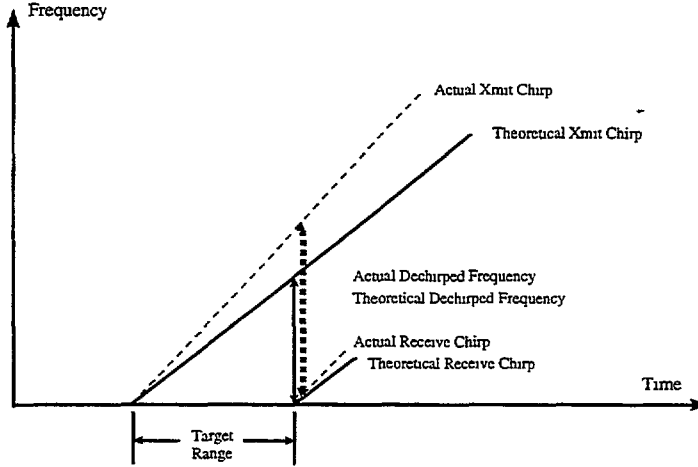 Frequency
Actual Xmit Chirp
Theoretical Xmit Chirp
Actual Dechirped Frequency
Theoretical Dechirped Frequency
Actual Receive Chirp
Theoretical Receive Chirp
Time
Target
Range